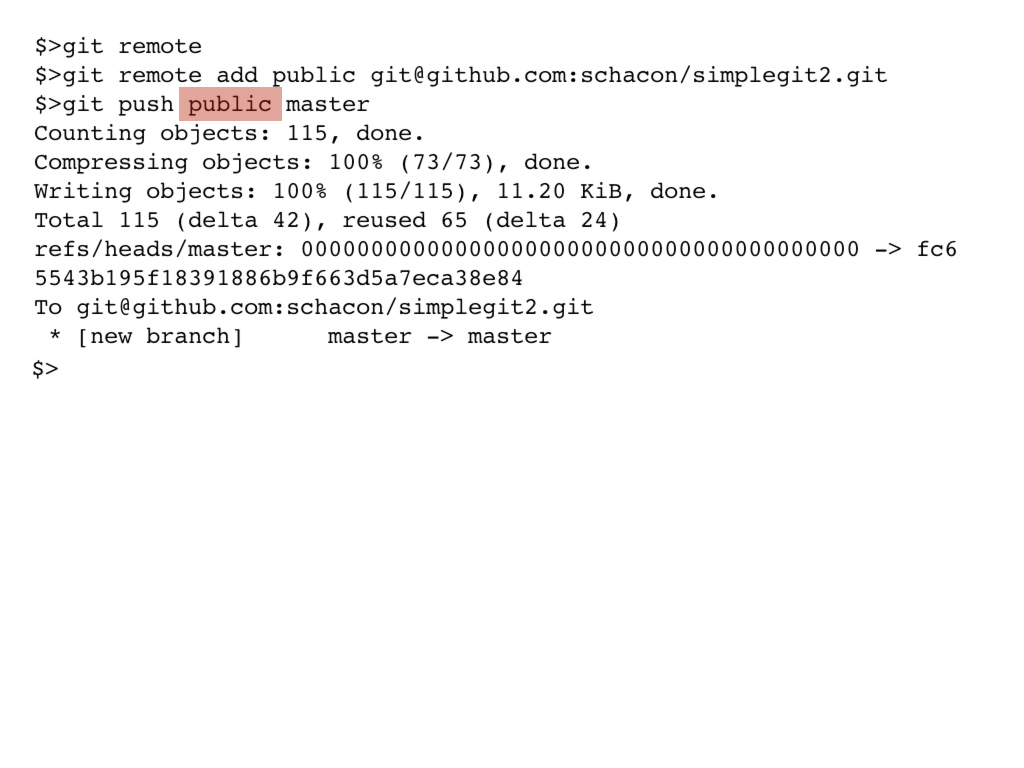 $>git remote
$>git remote add public git@github.com:schacon/simplegit2.git
$>git push public master
Counting objects: 115, done.
Compressing objects: 100% (73/73), done.
Writing objects: 100% (115/115), 11.20 KiB, done.
Total 115 (delta 42), reused 65 (delta 24)
refs/heads/master: 0000000000000000000000000000000000000000 -> fc6
5543b195f18391886b9f663d5a7eca38e84
To git@github.com:schacon/simplegit2.git
 * [new branch]      master -> master
$>